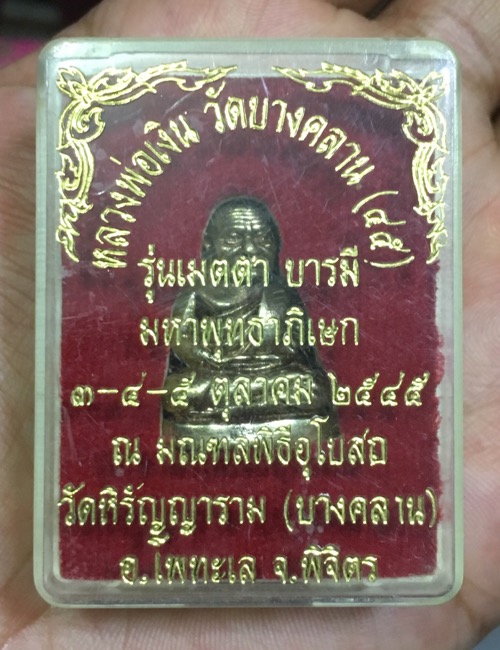 หลวงพ่อเงิน วัดบางคลาน (๔๕)
รุ่นเมตตา บารมี
มหาพุทธาภิเษก
๓-๔-๕ ตุลาคม ๒๕๔๕
ณ มณฑลพิธีอุโบสถ
วัดหิรัญญาราม (บางคลาน)
อ.โพทะเล จ.พิจิตร